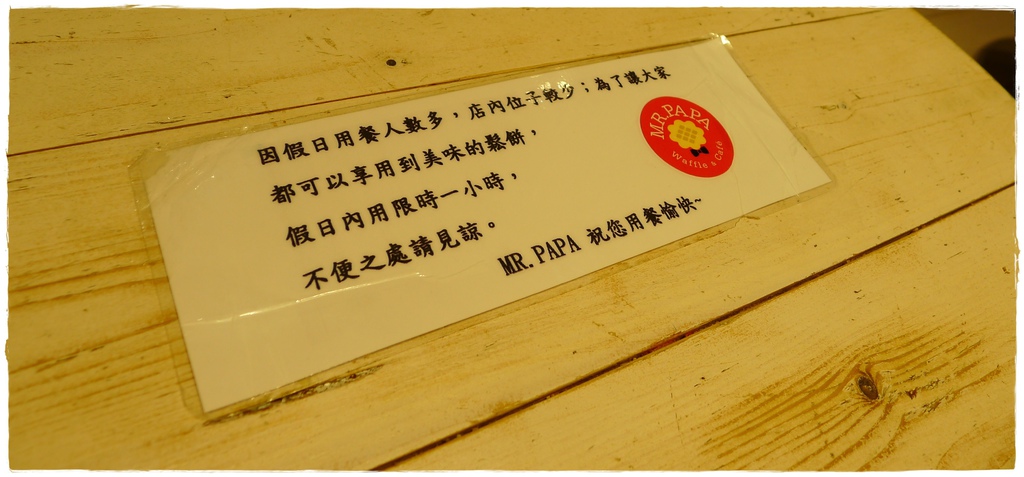 因假日用餐人數多，店內位子較少；為了讓大家
都可以享用到美味的鬆餅，
假日內用限時一小時，
不便之處請見諒。
MR.PAPA 祝您用餐愉快~
MR.PAPA
Waffle & Café